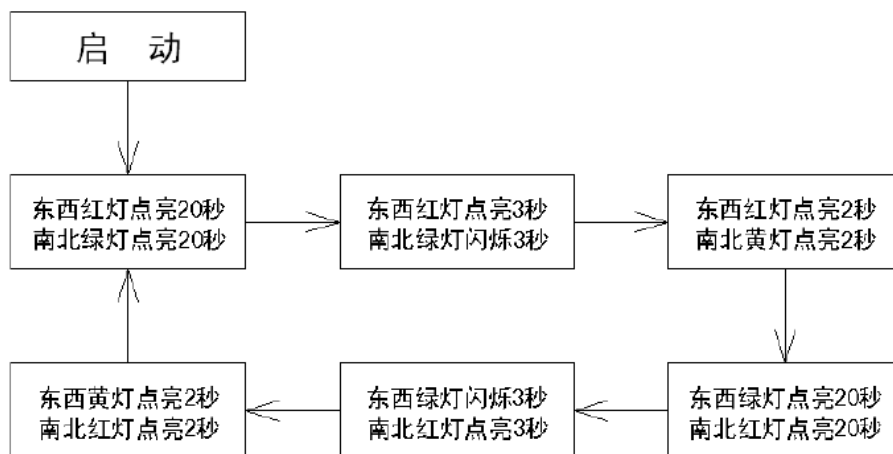 启 动
东西红灯点亮20秒
南北绿灯点亮20秒
东西红灯点亮3秒
南北绿灯闪烁3秒
东西红灯点亮2秒
南北黄灯点亮2秒
东西绿灯点亮20秒
南北红灯点亮20秒
东西绿灯闪烁3秒
南北红灯点亮3秒
东西黄灯点亮2秒
南北红灯点亮2秒